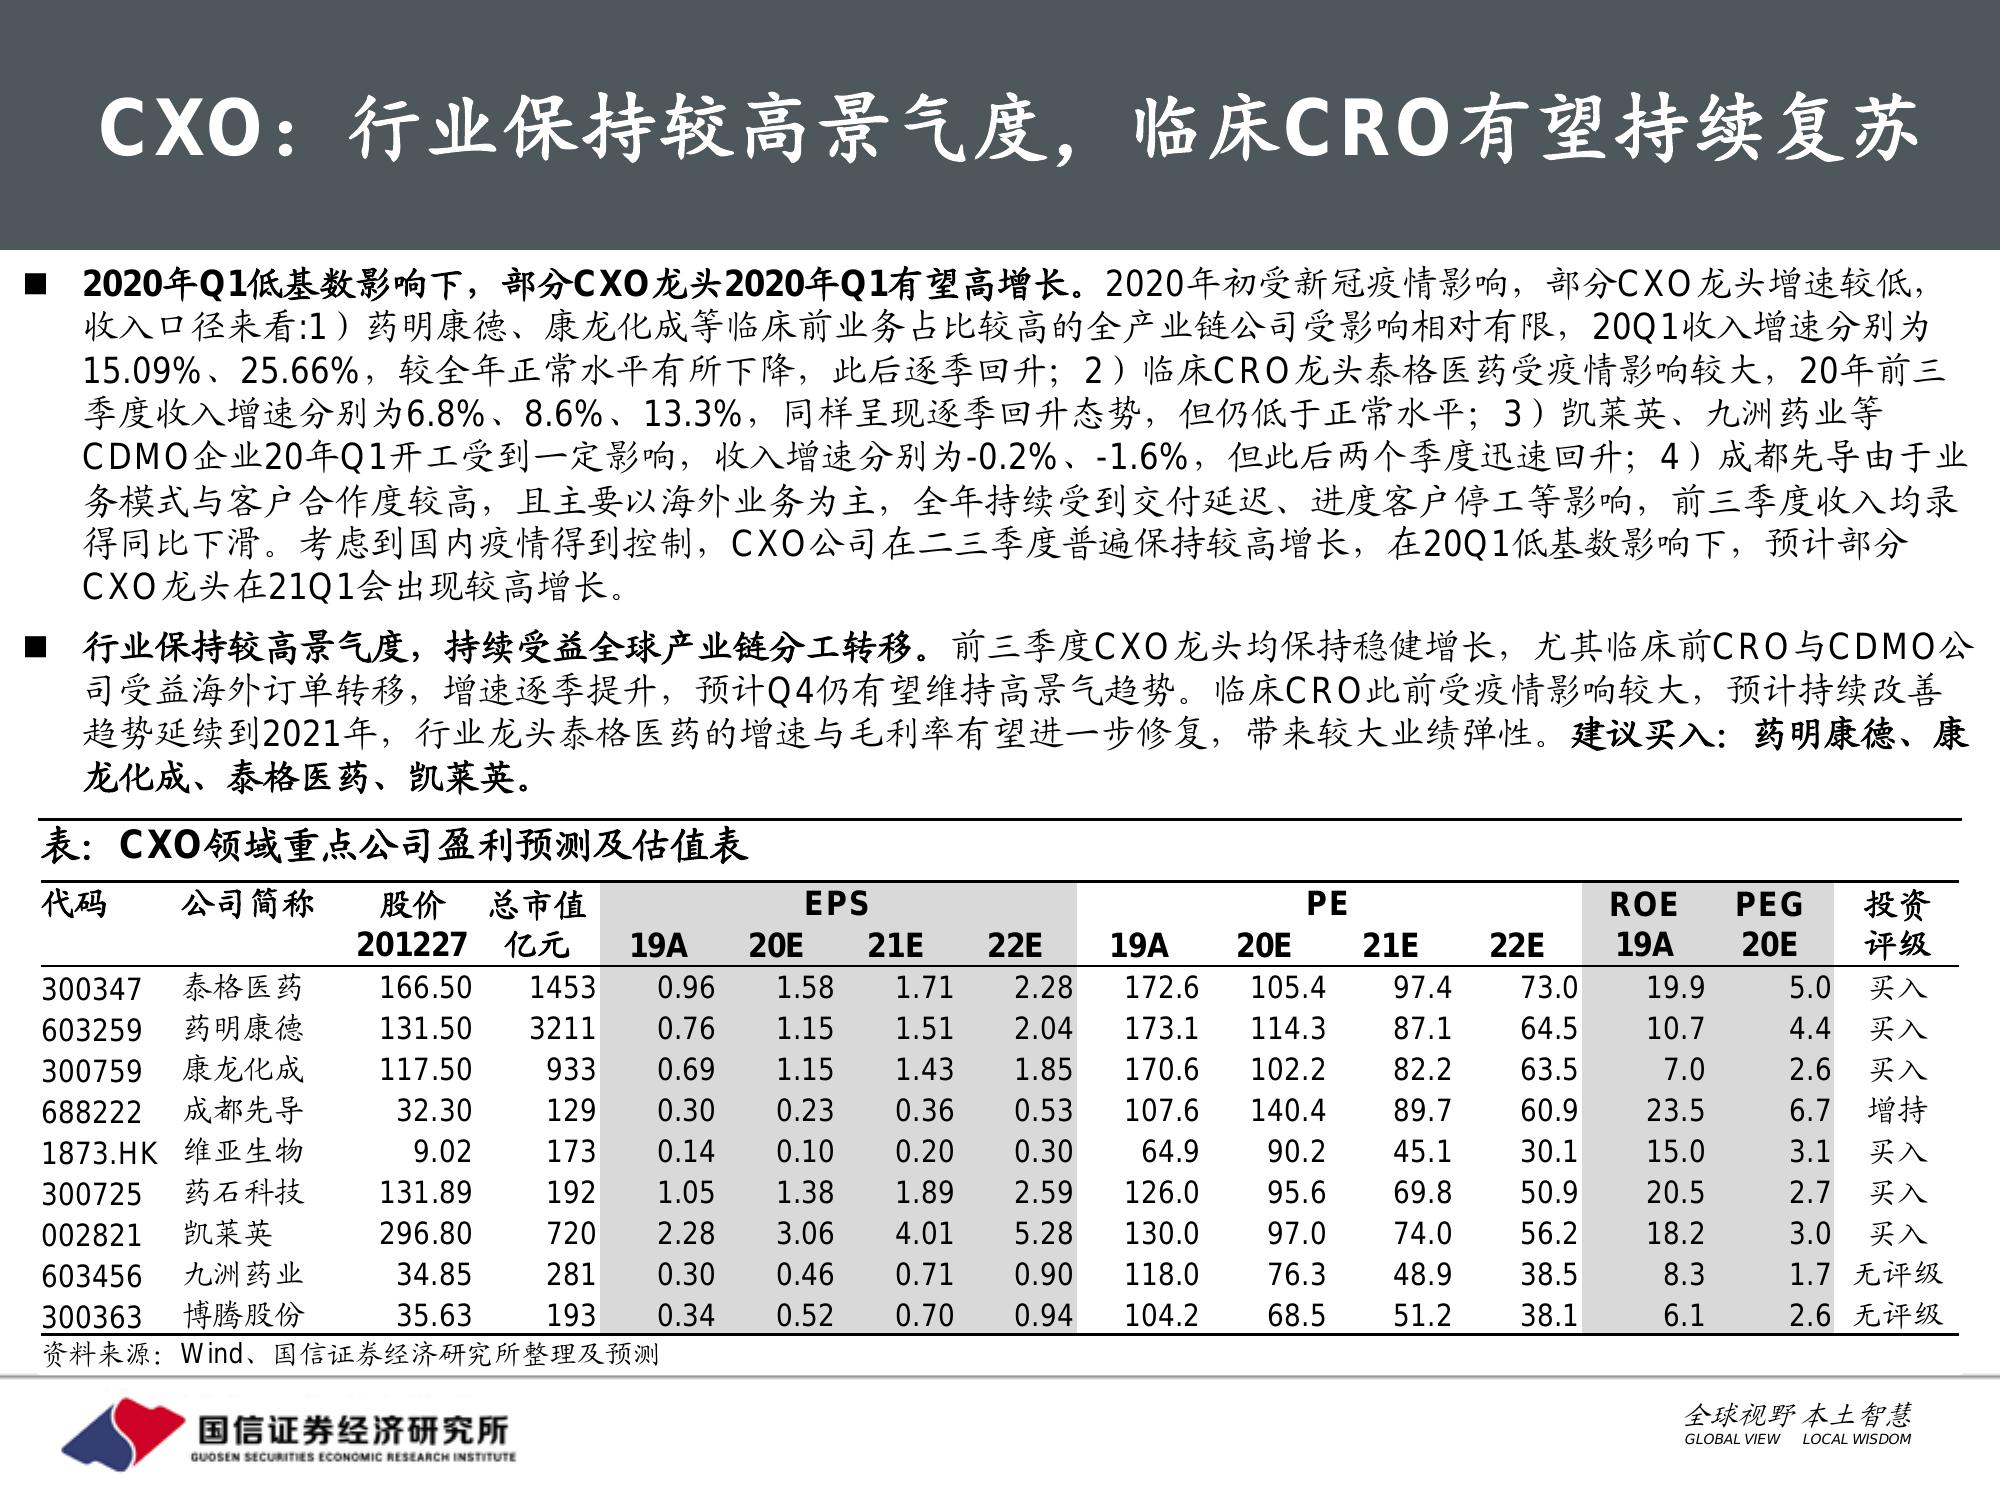 CXO：行业保持较高景气度，临床CRO有望持续复苏
■ 2020年Q1低基数影响下，部分CXO龙头2020年Q1有望高增长。2020年初受新冠疫情影响，部分CXO龙头增速较低，
收入口径来看:1）药明康德、康龙化成等临床前业务占比较高的全产业链公司受影响相对有限，20Q1收入增速分别为
15.09%、25.66%，较全年正常水平有所下降，此后逐季回升；2）临床CRO龙头泰格医药受疫情影响较大，20年前三
季度收入增速分别为6.8%、8.6%、13.3%，同样呈现逐季回升态势，但仍低于正常水平；3）凯莱英、九洲药业等
CDMO企业20年Q1开工受到一定影响，收入增速分别为-0.2%、-1.6%，但此后两个季度迅速回升；4）成都先导由于业
务模式与客户合作度较高，且主要以海外业务为主，全年持续受到交付延迟、进度客户停工等影响，前三季度收入均录
得同比下滑。考虑到国内疫情得到控制，CXO公司在二三季度普遍保持较高增长，在20Q1低基数影响下，预计部分
CXO龙头在21Q1会出现较高增长。
■ 行业保持较高景气度，持续受益全球产业链分工转移。前三季度CXO龙头均保持稳健增长，尤其临床前CRO与CDMO公
司受益海外订单转移，增速逐季提升，预计Q4仍有望维持高景气趋势。临床CRO此前受疫情影响较大，预计持续改善
趋势延续到2021年，行业龙头泰格医药的增速与毛利率有望进一步修复，带来较大业绩弹性。建议买入：药明康德、康
龙化成、泰格医药、凯莱英。
表：CXO领域重点公司盈利预测及估值表
代码 公司简称 股价 总市值 EPS PE ROE PEG 投资
201227 亿元 19A 20E 21E 22E 19A 20E 21E 22E 19A 20E 评级
300347 泰格医药 166.50 1453 0.96 1.58 1.71 2.28 172.6 105.4 97.4 73.0 19.9 5.0 买入
603259 药明康德 131.50 3211 0.76 1.15 1.51 2.04 173.1 114.3 87.1 64.5 10.7 4.4 买入
300759 康龙化成 117.50 933 0.69 1.15 1.43 1.85 170.6 102.2 82.2 63.5 7.0 2.6 买入
688222 成都先导 32.30 129 0.30 0.23 0.36 0.53 107.6 140.4 89.7 60.9 23.5 6.7 增持
1873.HK 维亚生物 9.02 173 0.14 0.10 0.20 0.30 64.9 90.2 45.1 30.1 15.0 3.1 买入
300725 药石科技 131.89 192 1.05 1.38 1.89 2.59 126.0 95.6 69.8 50.9 20.5 2.7 买入
002821 凯莱英 296.80 720 2.28 3.06 4.01 5.28 130.0 97.0 74.0 56.2 18.2 3.0 买入
603456 九洲药业 34.85 281 0.30 0.46 0.71 0.90 118.0 76.3 48.9 38.5 8.3 1.7 无评级
300363 博腾股份 35.63 193 0.34 0.52 0.70 0.94 104.2 68.5 51.2 38.1 6.1 2.6 无评级
资料来源：Wind、国信证券经济研究所整理及预测
国信证券经济研究所
GUOSEN SECURITIES ECONOMIC RESEARCH INSTITUTE
全球视野 本土智慧
GLOBAL VIEW LOCAL WISDOM